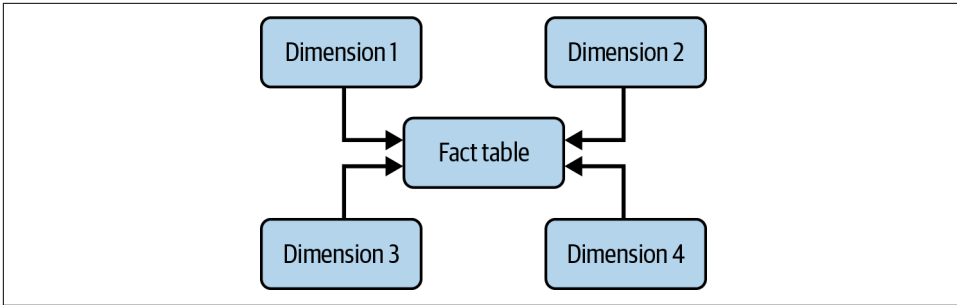 Dimension 1
Dimension 2
Fact table
Dimension 3
Dimension 4